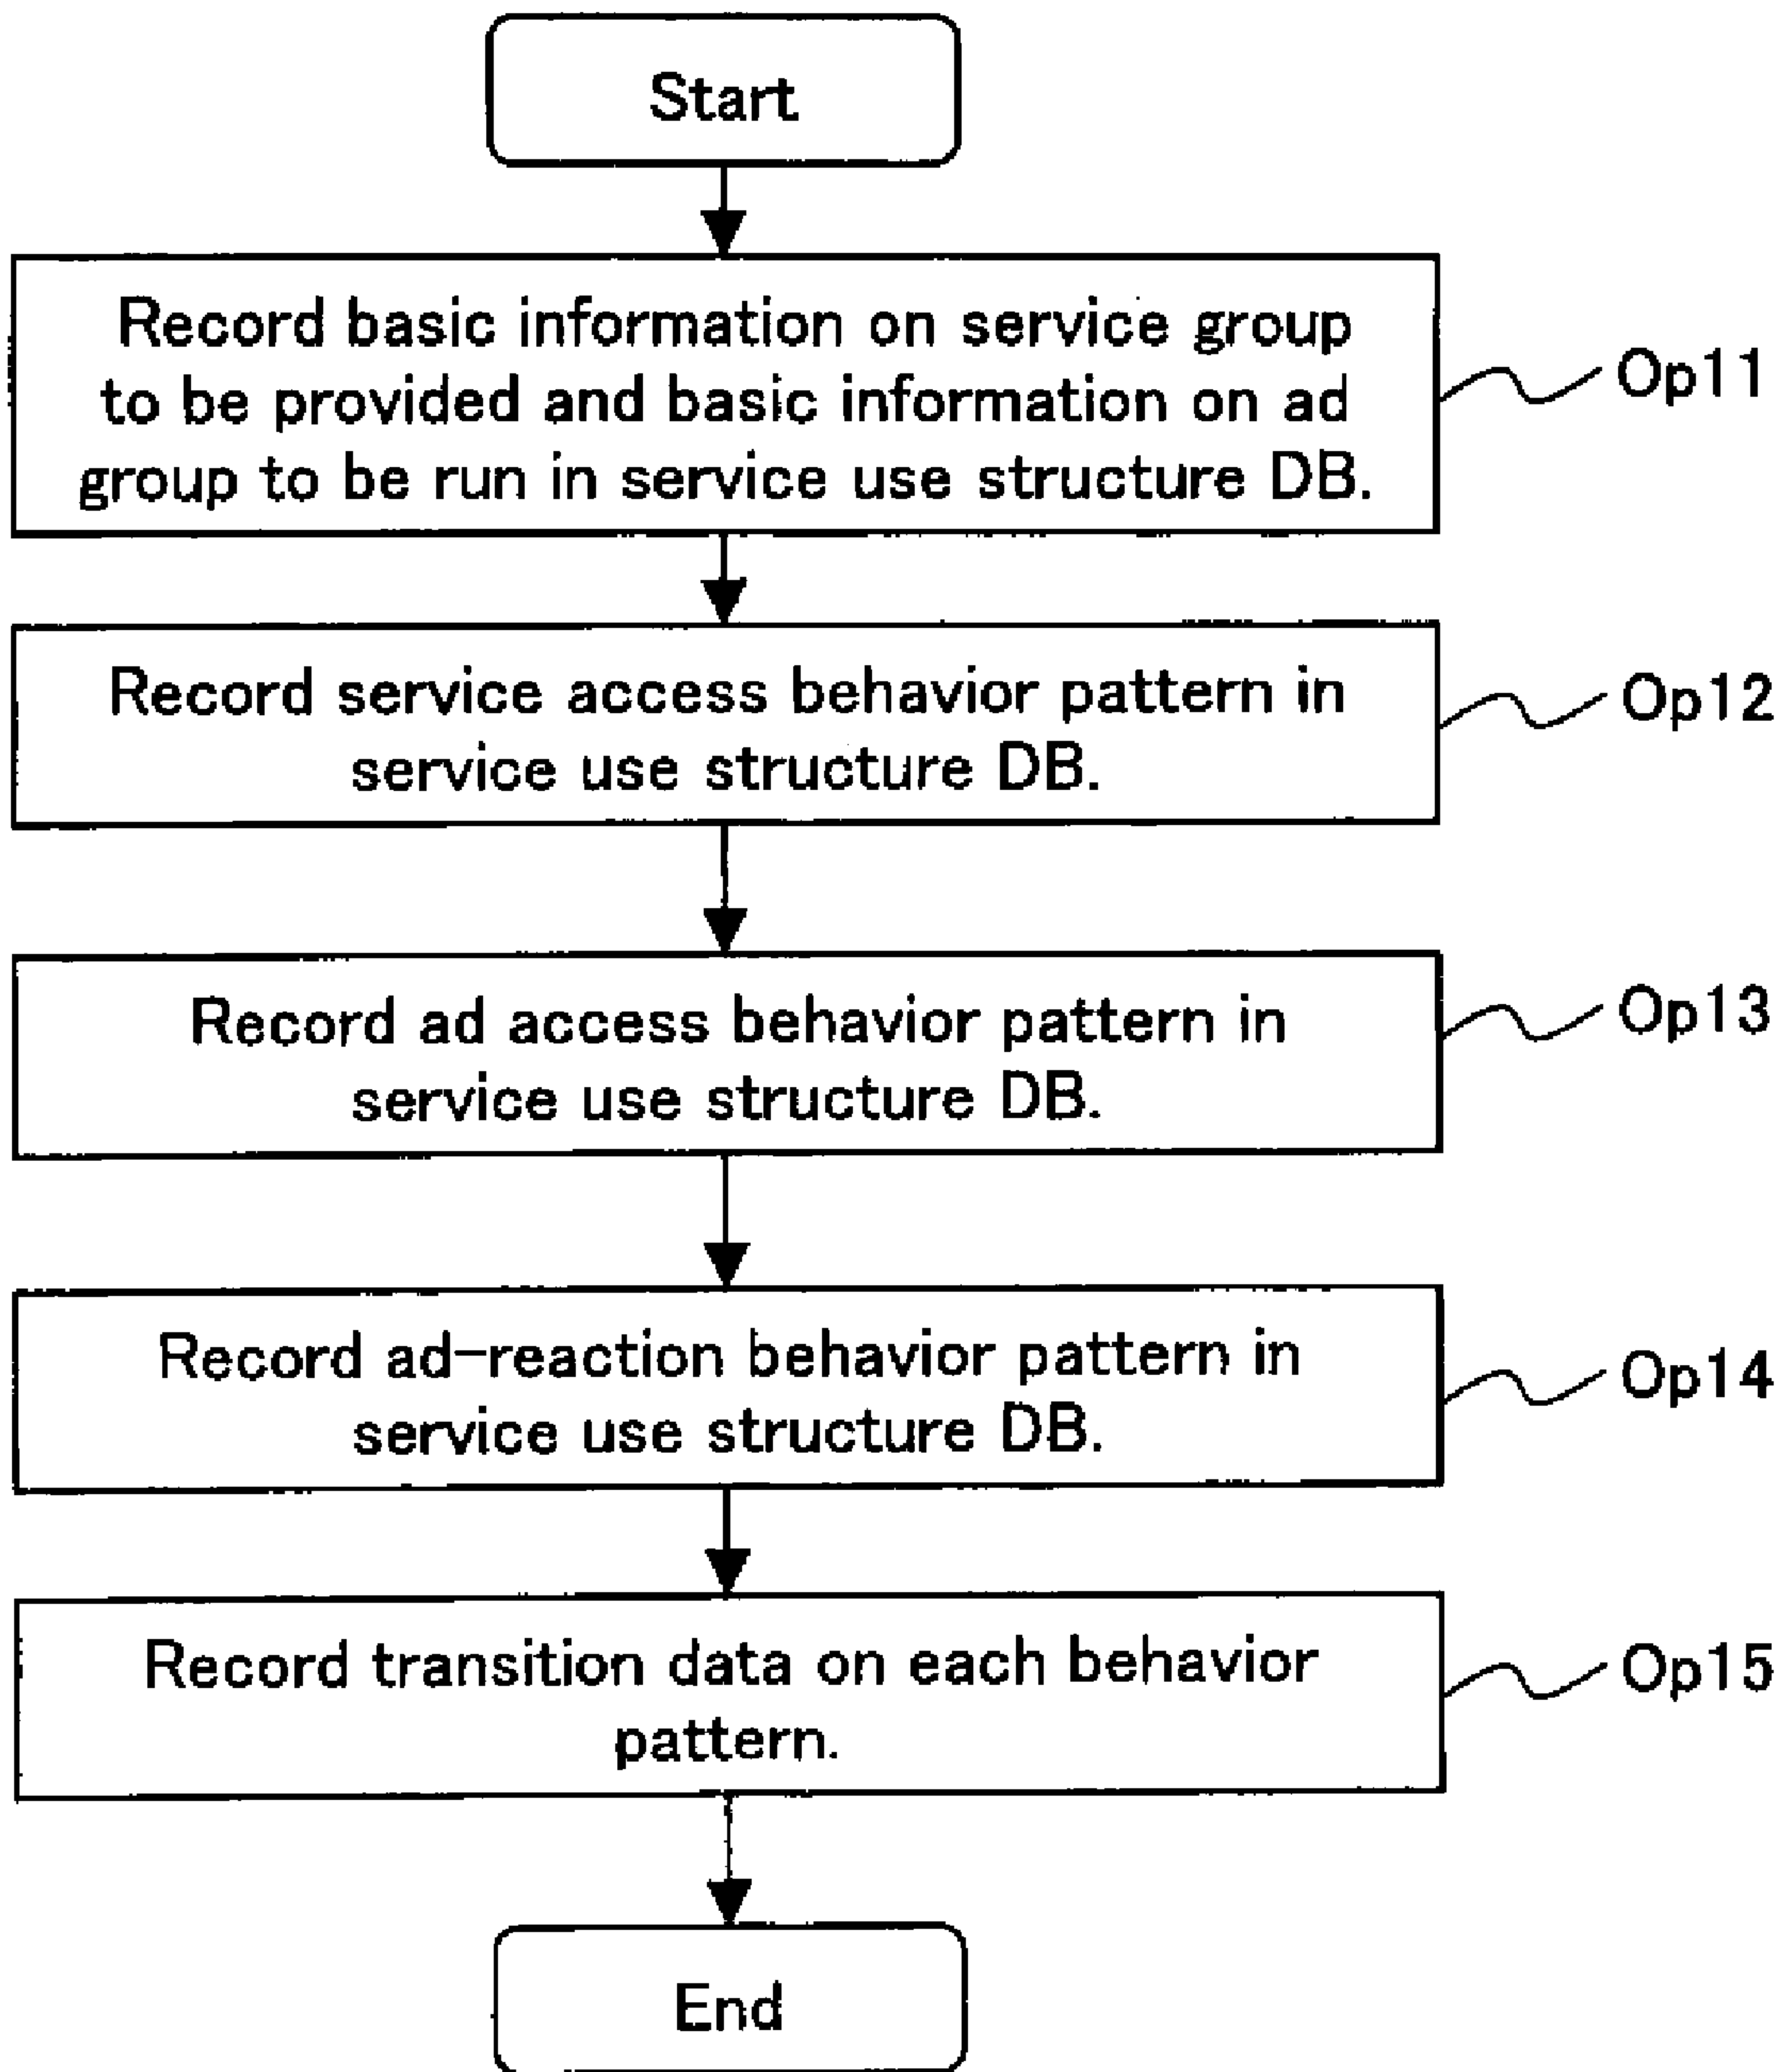 Start
Record basic information on service group
to be provided and basic information on ad
group to be run in service use structure DB.
Op11
Record service access behavior pattern in
service use structure DB.
Op12
Record ad access behavior pattern in
service use structure DB.
Op13
Record ad-reaction behavior pattern in
service use structure DB.
Op14
Record transition data on each behavior
pattern.
Op15
End